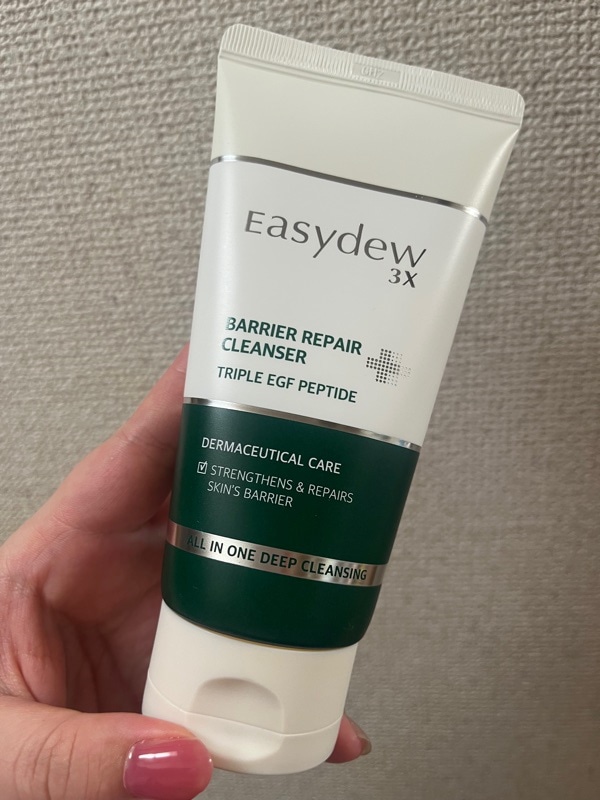 Easydew
3X
BARRIER REPAIR
CLEANSER
TRIPLE EGF PEPTIDE
DERMACEUTICAL CARE
☑ STRENGTHENS & REPAIRS
SKIN'S BARRIER
ALL IN ONE DEEP CLEANSING